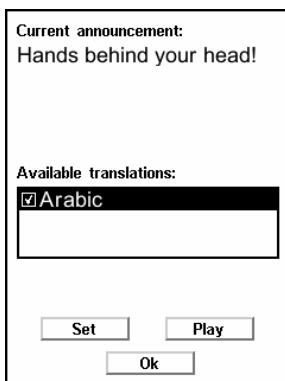 Current announcement:
Hands behind your head!
Available translations:
Arabic
Set Play
Ok